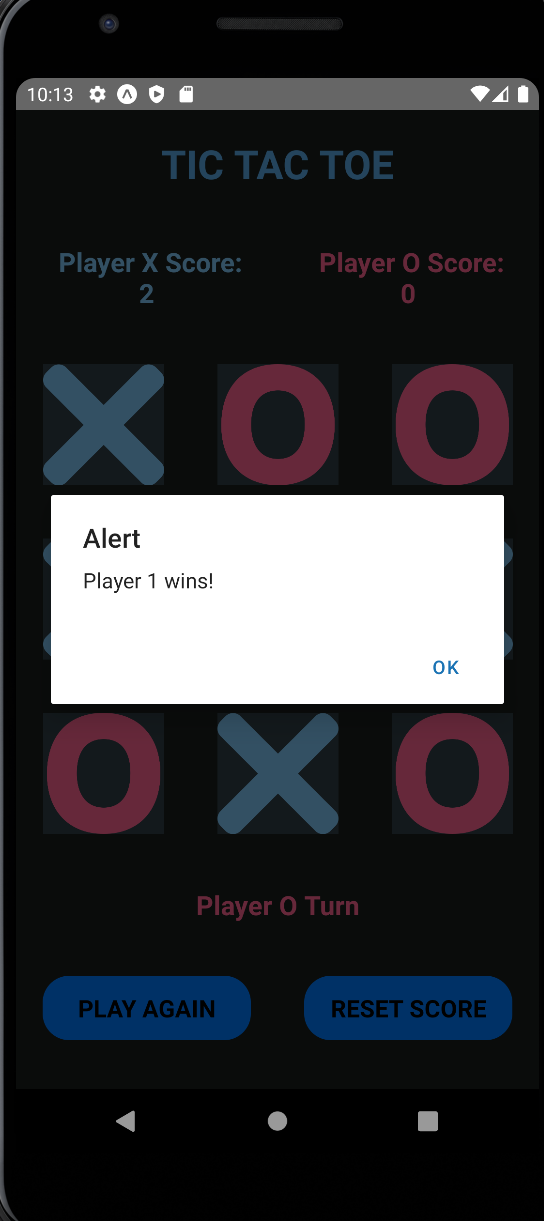 10:13
TIC TAC TOE
Player X Score:
2
Player O Score:
0
X O O
Alert
Player 1 wins!
OK
O X O
Player O Turn
PLAY AGAIN
RESET SCORE